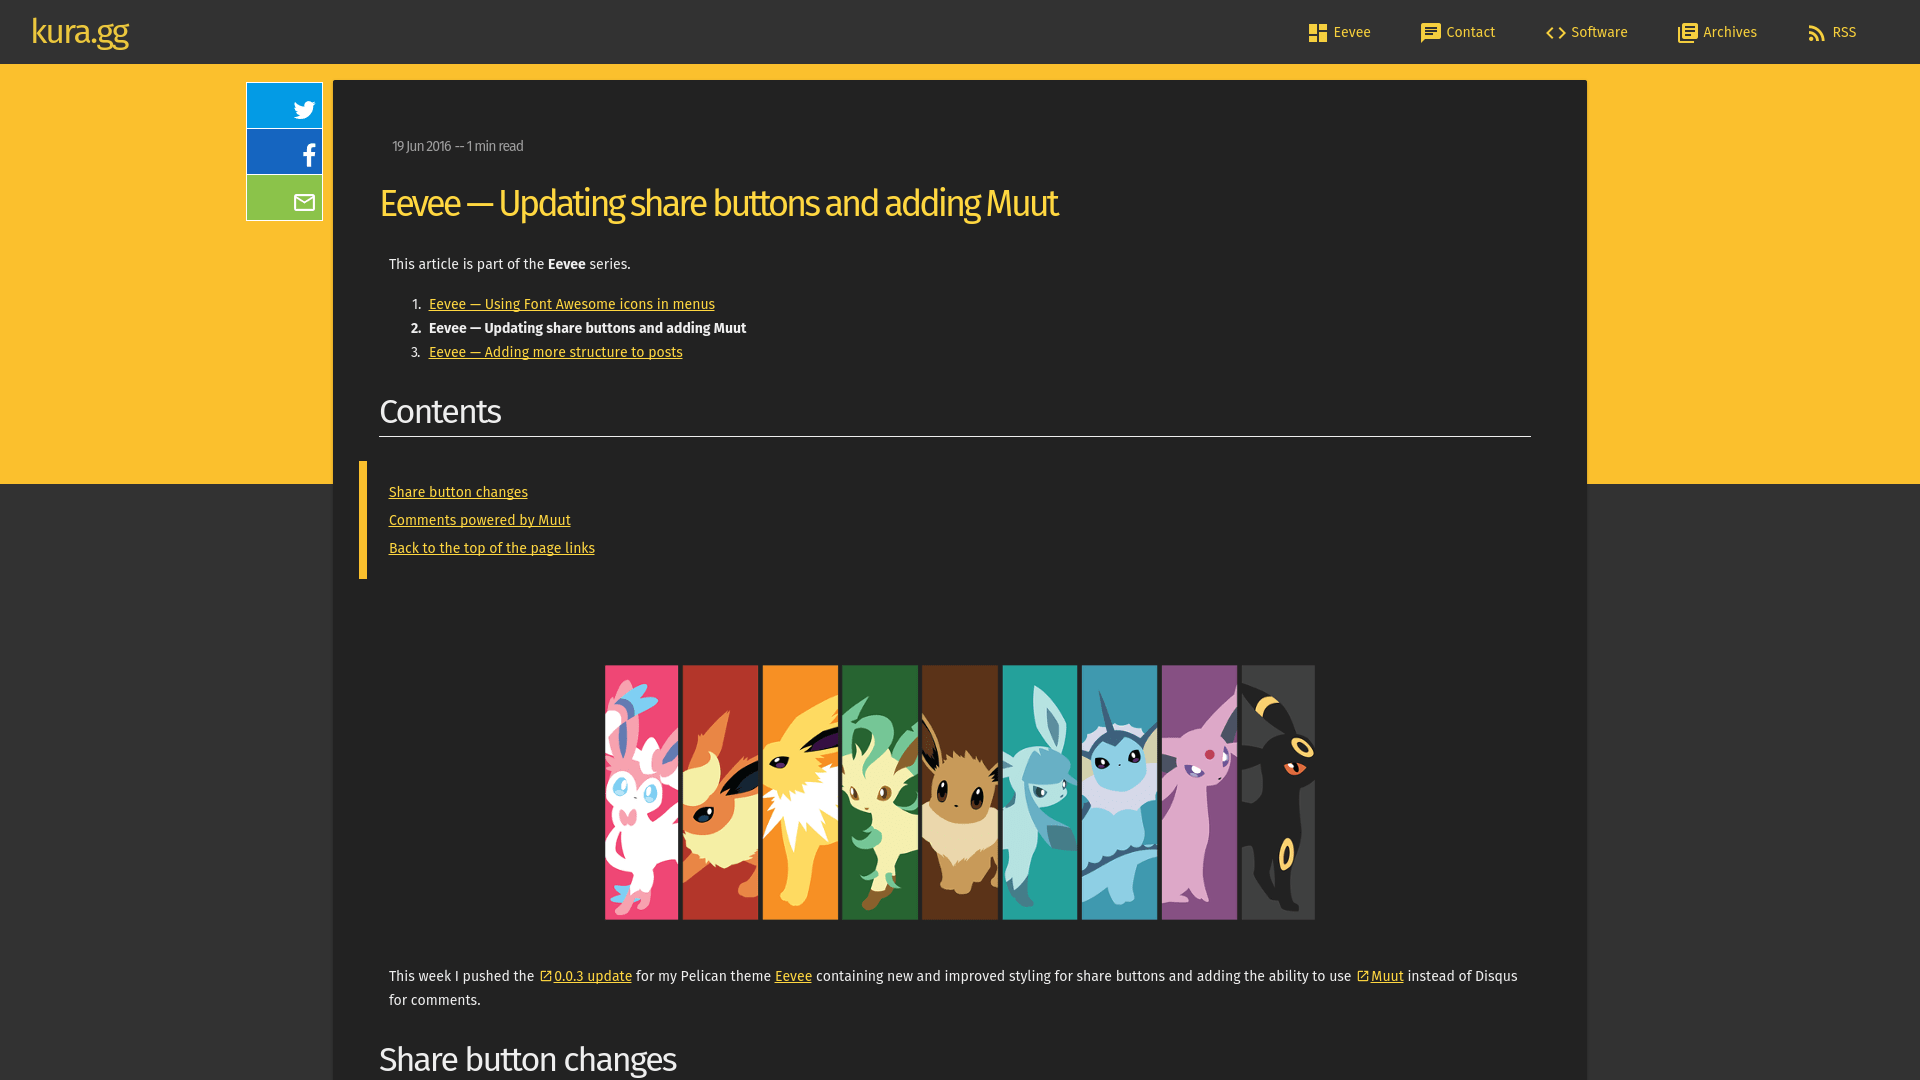 kura.gg
Eevee
Contact
Software
Archives
RSS
19 Jun 2016 -- 1 min read
Eevee — Updating share buttons and adding Muut
This article is part of the Eevee series.
1. Eevee — Using Font Awesome icons in menus
2. Eevee — Updating share buttons and adding Muut
3. Eevee — Adding more structure to posts
Contents
Share button changes
Comments powered by Muut
Back to the top of the page links
This week I pushed the 0.0.3 update for my Pelican theme Eevee containing new and improved styling for share buttons and adding the ability to use Muut instead of Disqus
for comments.
Share button changes